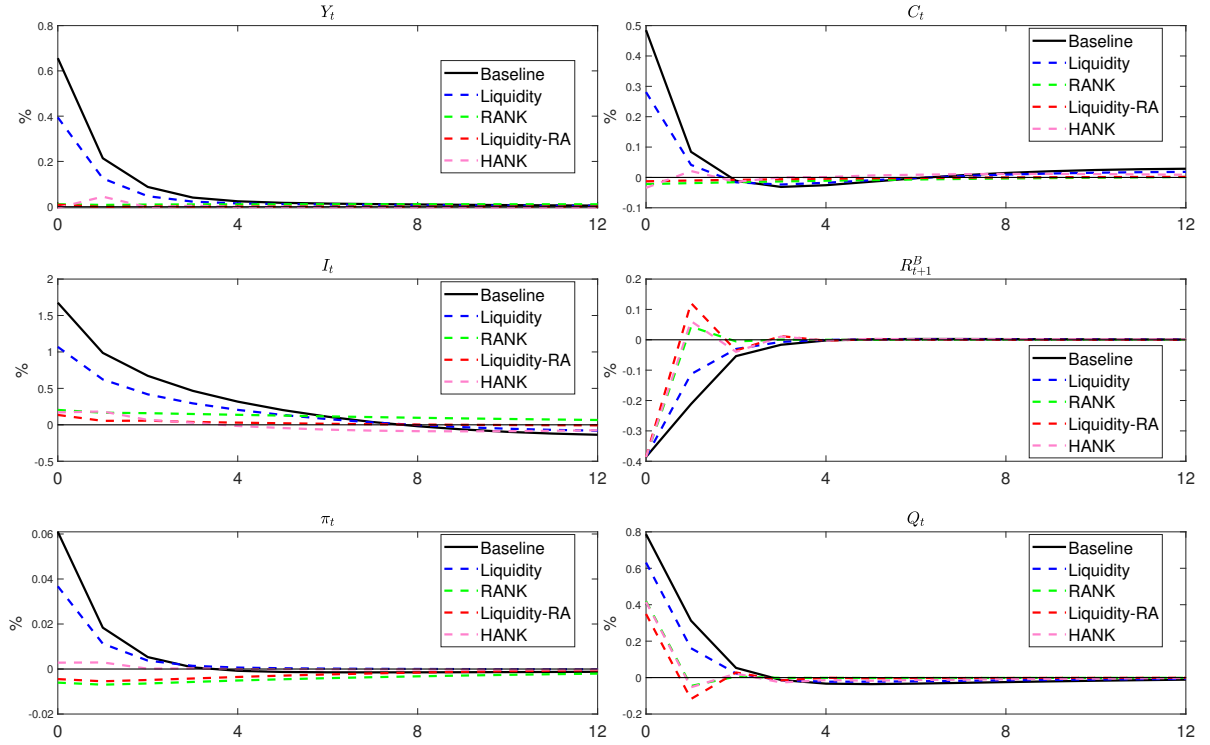 Y_t
0.8
0.6
0.4
0.2
0
%
0 4 8 12
Baseline
Liquidity
RANK
Liquidity-RA
HANK
C_t
0.5
0.4
0.3
0.2
0.1
0
-0.1
%
0 4 8 12
Baseline
Liquidity
RANK
Liquidity-RA
HANK
I_t
2
1.5
1
0.5
0
-0.5
%
0 4 8 12
Baseline
Liquidity
RANK
Liquidity-RA
HANK
R^B_{t+1}
0.2
0.1
0
-0.1
-0.2
-0.3
-0.4
%
0 4 8 12
Baseline
Liquidity
RANK
Liquidity-RA
HANK
π_t
0.06
0.04
0.02
0
-0.02
%
0 4 8 12
Baseline
Liquidity
RANK
Liquidity-RA
HANK
Q_t
0.8
0.6
0.4
0.2
0
-0.2
%
0 4 8 12
Baseline
Liquidity
RANK
Liquidity-RA
HANK